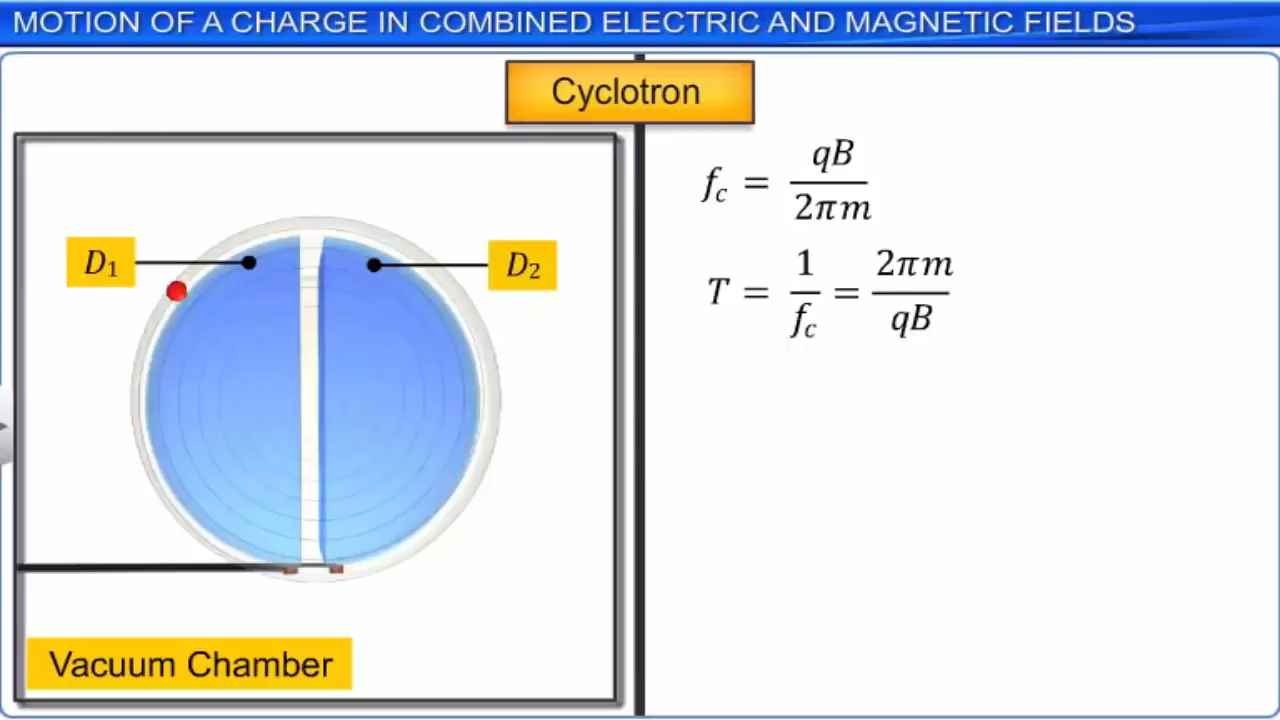 MOTION OF A CHARGE IN COMBINED ELECTRIC AND MAGNETIC FIELDS
Cyclotron
D₁
D₂
Vacuum Chamber
f_c = qB / 2πm
T = 1 / f_c = 2πm / qB